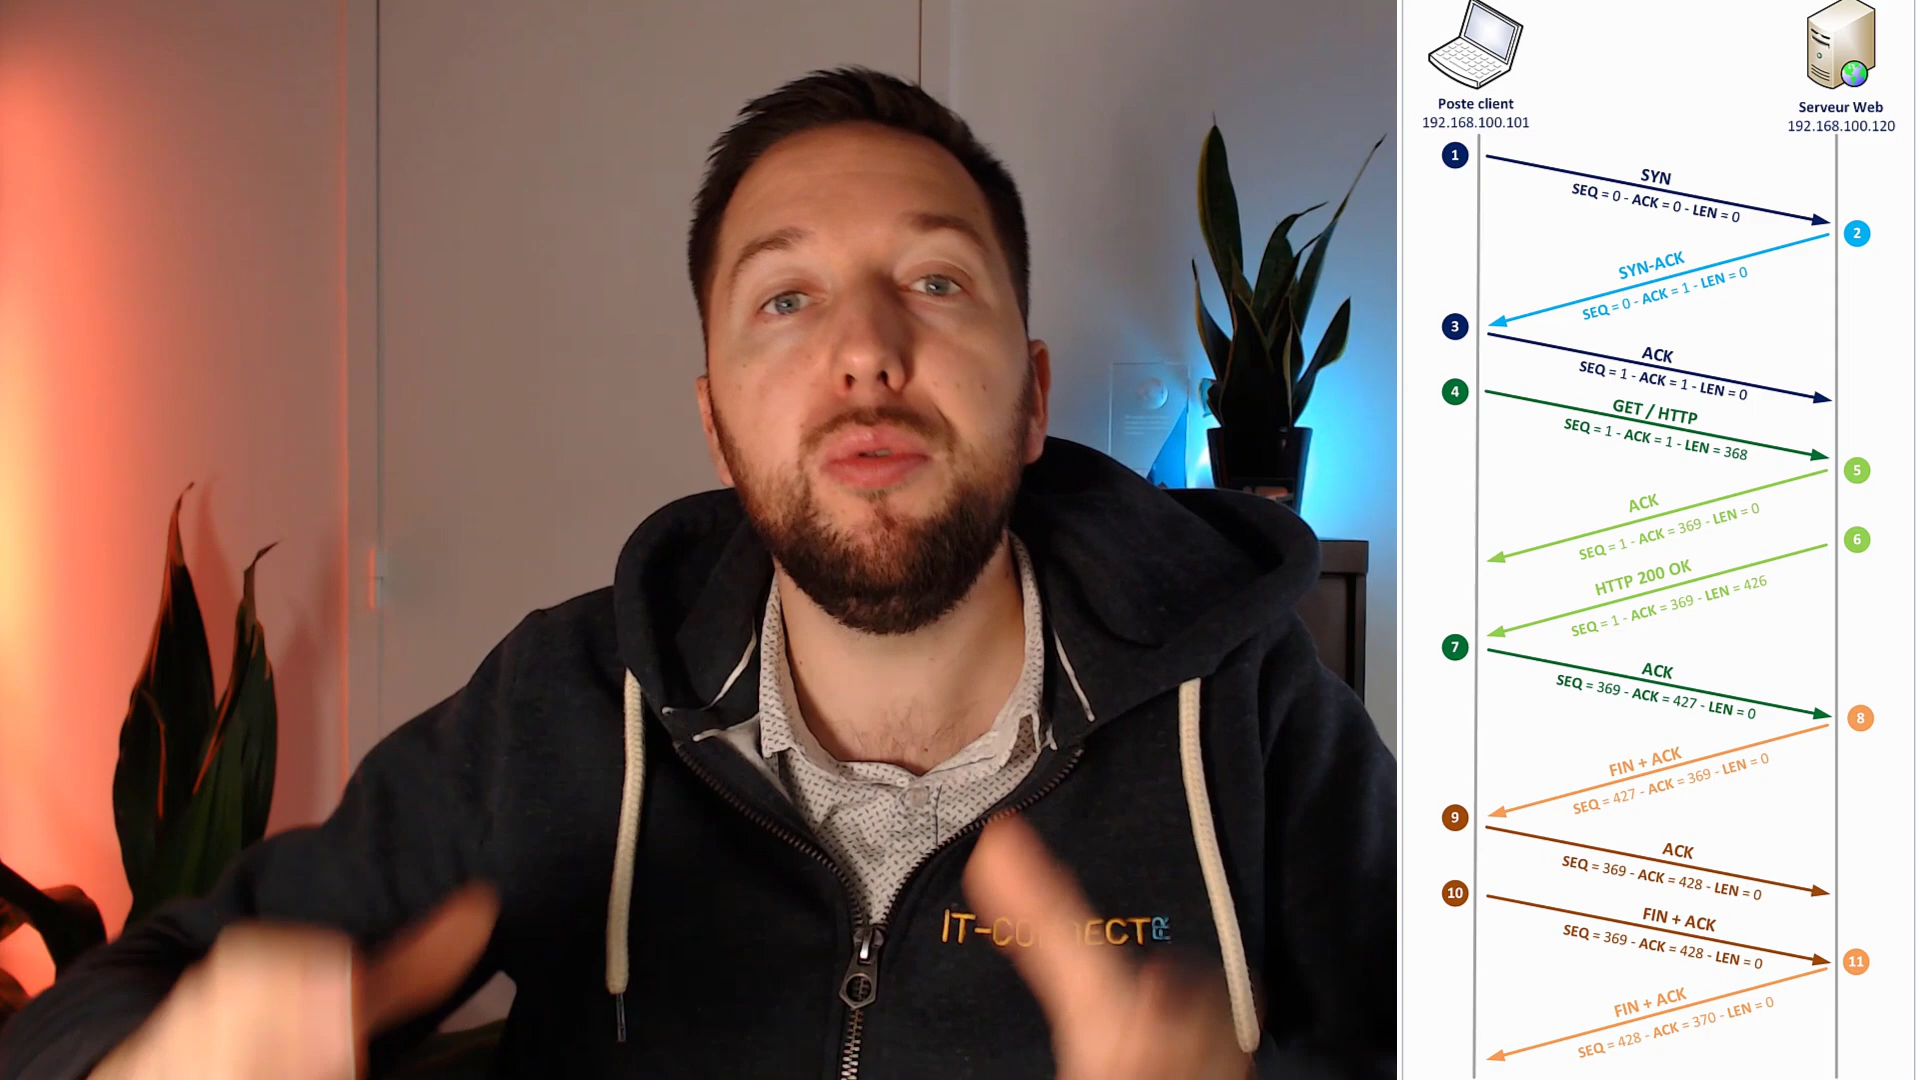 Poste client
192.168.100.101
Serveur Web
192.168.100.120
1
SYN
SEQ = 0 - ACK = 0 - LEN = 0
2
SYN-ACK
SEQ = 0 - ACK = 1 - LEN = 0
3
ACK
SEQ = 1 - ACK = 1 - LEN = 0
4
GET / HTTP
SEQ = 1 - ACK = 1 - LEN = 368
5
ACK
SEQ = 1 - ACK = 369 - LEN = 0
6
HTTP 200 OK
SEQ = 1 - ACK = 369 - LEN = 426
7
ACK
SEQ = 369 - ACK = 427 - LEN = 0
8
FIN + ACK
SEQ = 427 - ACK = 369 - LEN = 0
9
ACK
SEQ = 369 - ACK = 428 - LEN = 0
10
FIN + ACK
SEQ = 369 - ACK = 428 - LEN = 0
11
FIN + ACK
SEQ = 428 - ACK = 370 - LEN = 0
IT-CONNECT FR